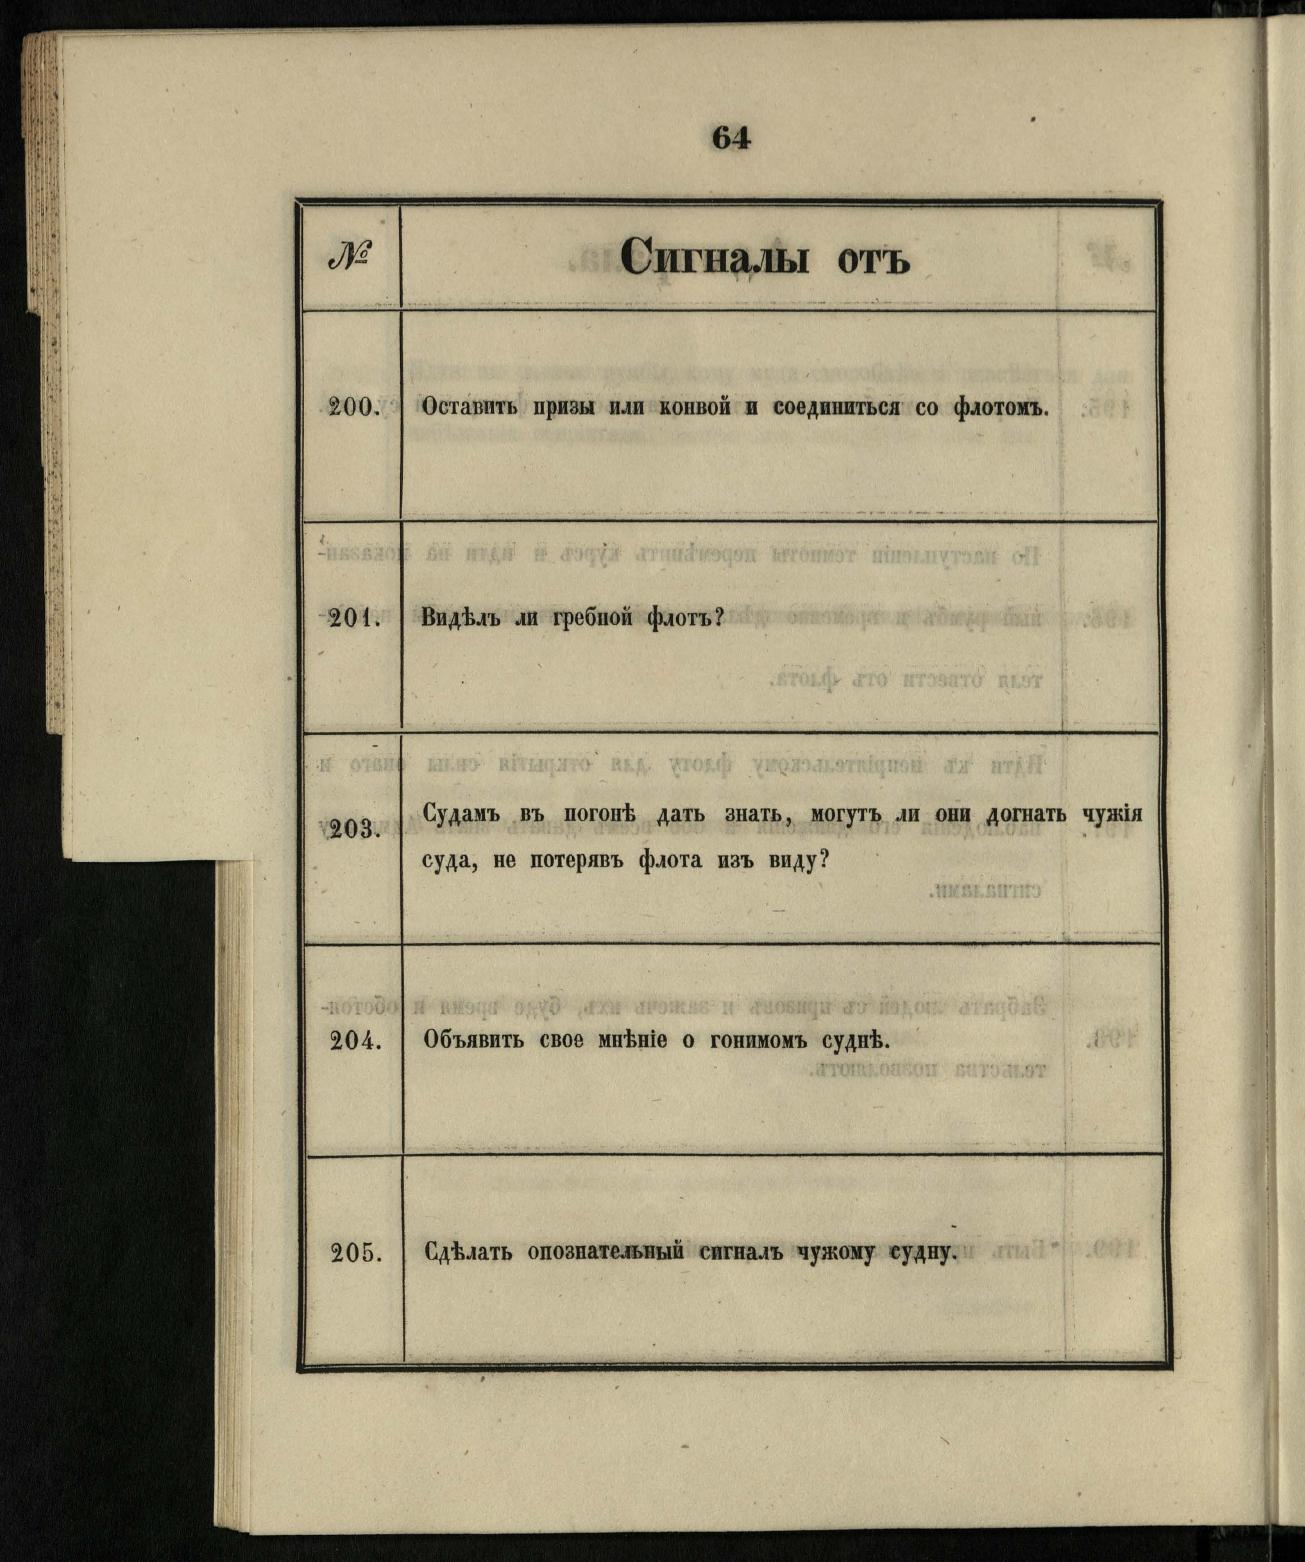 64
№ Сигналы отъ
200. Оставить призы или конвой и соединиться со флотомъ.
201. Видѣлъ ли гребной флотъ?
203. Судамъ въ погонѣ дать знать, могутъ ли они догнать чужія
суда, не потерявъ флота изъ виду?
204. Объявить свое мнѣніе о гонимомъ суднѣ.
205. Сдѣлать опознательный сигналъ чужому судну.